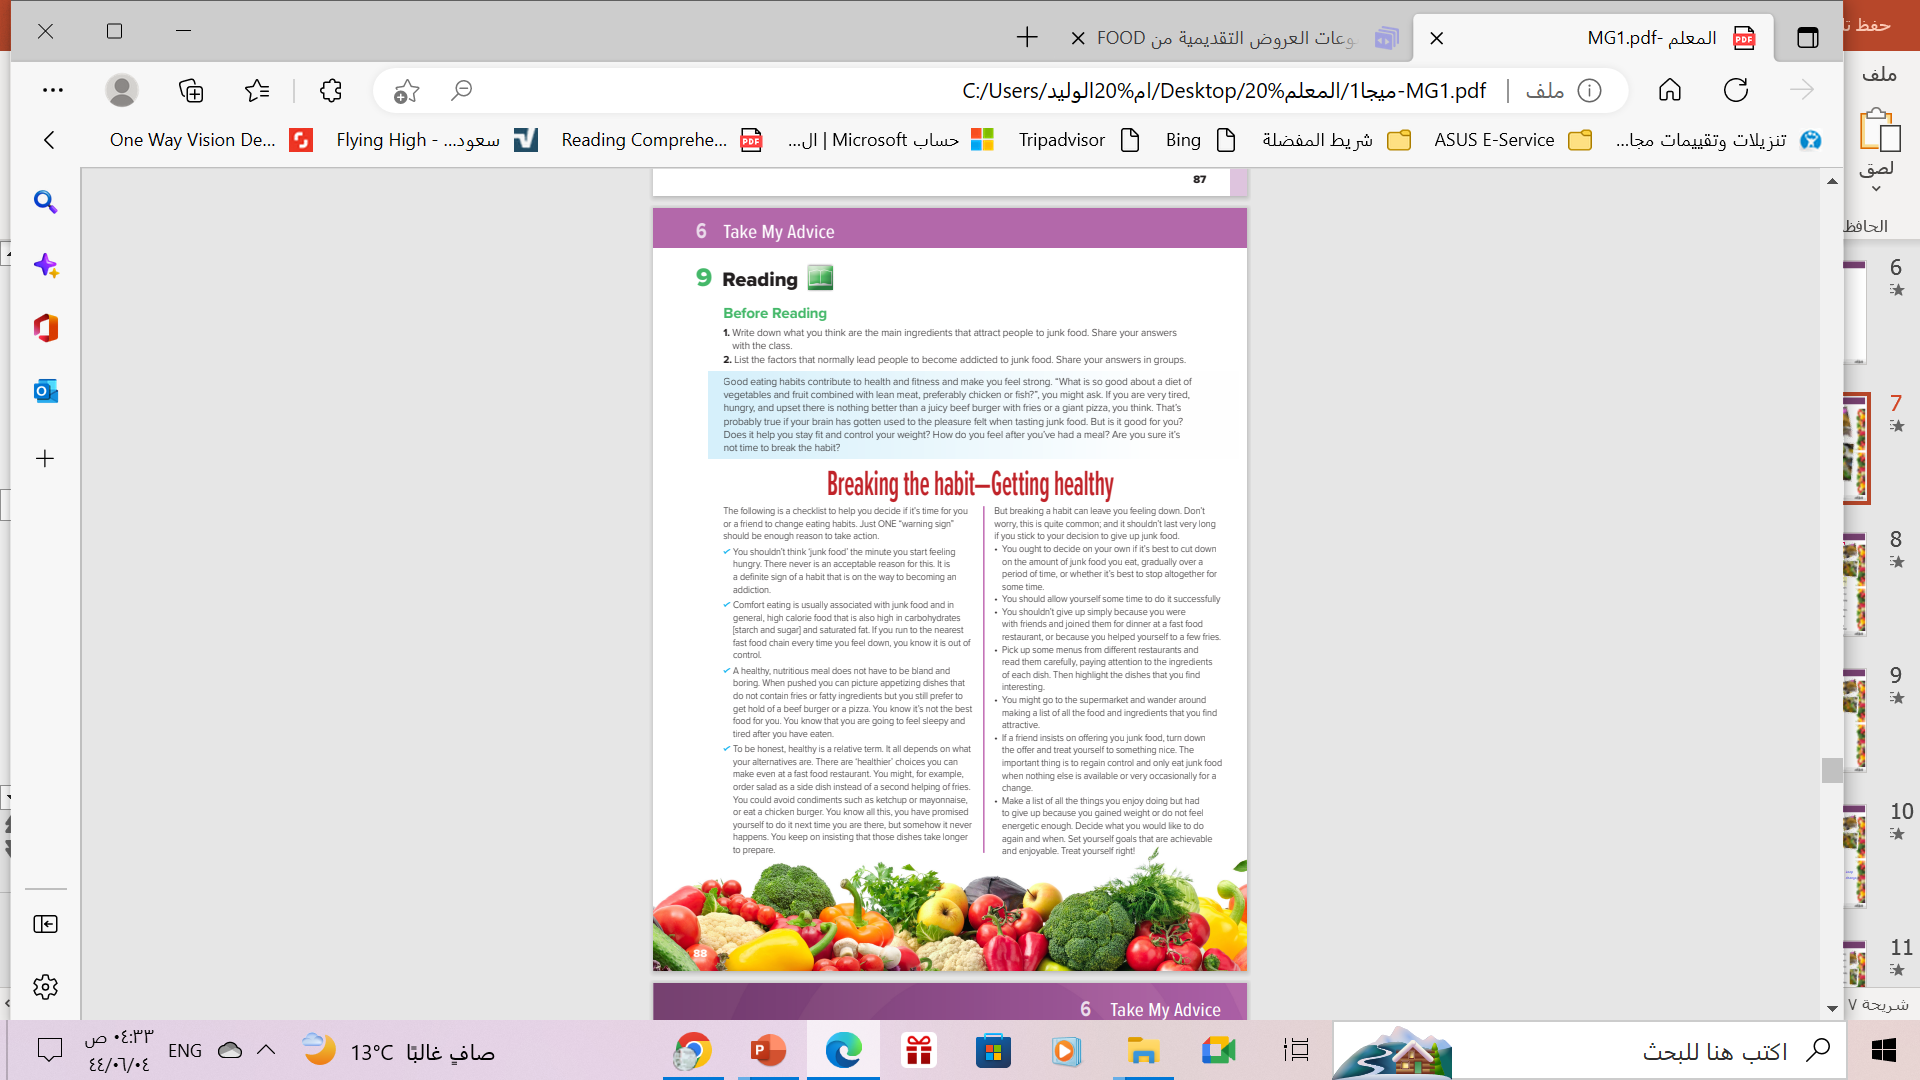 حفظ تا
المعلم -MG1.pdf
وعات العروض التقديمية من FOOD
ملف
C:/Users/ام%20الوليد/Desktop/ميجا1/المعلم%20-MG1.pdf
ملف
One Way Vision De...
Flying High - سعود...
Reading Comprehe...
حساب Microsoft | ال...
Tripadvisor
Bing
شريط المفضلة
ASUS E-Service
تنزيلات وتقييمات مجا...
لصق
الحافظ
87
6 Take My Advice
9 Reading
Before Reading
1. Write down what you think are the main ingredients that attract people to junk food. Share your answers
with the class.
2. List the factors that normally lead people to become addicted to junk food. Share your answers in groups.
Good eating habits contribute to health and fitness and make you feel strong. “What is so good about a diet of
vegetables and fruit combined with lean meat, preferably chicken or fish?”, you might ask. If you are very tired,
hungry, and upset there is nothing better than a juicy beef burger with fries or a giant pizza, you think. That’s
probably true if your brain has gotten used to the pleasure felt when tasting junk food. But is it good for you?
Does it help you stay fit and control your weight? How do you feel after you’ve had a meal? Are you sure it’s
not time to break the habit?
Breaking the habit—Getting healthy
The following is a checklist to help you decide if it’s time for you
or a friend to change eating habits. Just ONE “warning sign”
should be enough reason to take action.
✓ You shouldn’t think ‘junk food’ the minute you start feeling
hungry. There never is an acceptable reason for this. It is
a definite sign of a habit that is on the way to becoming an
addiction.
✓ Comfort eating is usually associated with junk food and in
general, high calorie food that is also high in carbohydrates
[starch and sugar] and saturated fat. If you run to the nearest
fast food chain every time you feel down, you know it is out of
control.
✓ A healthy, nutritious meal does not have to be bland and
boring. When pushed you can picture appetizing dishes that
do not contain fries or fatty ingredients but you still prefer to
get hold of a beef burger or a pizza. You know it’s not the best
food for you. You know that you are going to feel sleepy and
tired after you have eaten.
✓ To be honest, healthy is a relative term. It all depends on what
your alternatives are. There are ‘healthier’ choices you can
make even at a fast food restaurant. You might, for example,
order salad as a side dish instead of a second helping of fries.
You could avoid condiments such as ketchup or mayonnaise,
or eat a chicken burger. You know all this, you have promised
yourself to do it next time you are there, but somehow it never
happens. You keep on insisting that those dishes take longer
to prepare.
But breaking a habit can leave you feeling down. Don’t
worry, this is quite common; and it shouldn’t last very long
if you stick to your decision to give up junk food.
• You ought to decide on your own if it’s best to cut down
on the amount of junk food you eat, gradually over a
period of time, or whether it’s best to stop altogether for
some time.
• You should allow yourself some time to do it successfully
• You shouldn’t give up simply because you were
with friends and joined them for dinner at a fast food
restaurant, or because you helped yourself to a few fries.
• Pick up some menus from different restaurants and
read them carefully, paying attention to the ingredients
of each dish. Then highlight the dishes that you find
interesting.
• You might go to the supermarket and wander around
making a list of all the food and ingredients that you find
attractive.
• If a friend insists on offering you junk food, turn down
the offer and treat yourself to something nice. The
important thing is to regain control and only eat junk food
when nothing else is available or very occasionally for a
change.
• Make a list of all the things you enjoy doing but had
to give up because you gained weight or do not feel
energetic enough. Decide what you would like to do
again and when. Set yourself goals that are achievable
and enjoyable. Treat yourself right!
88
6 Take My Advice
6
7
8
9
10
11
شريحة ٧
٠٤:٣٣ ص
٤٤/٠٦/٠٤
ENG
13°C صافٍ غالبًا
اكتب هنا للبحث